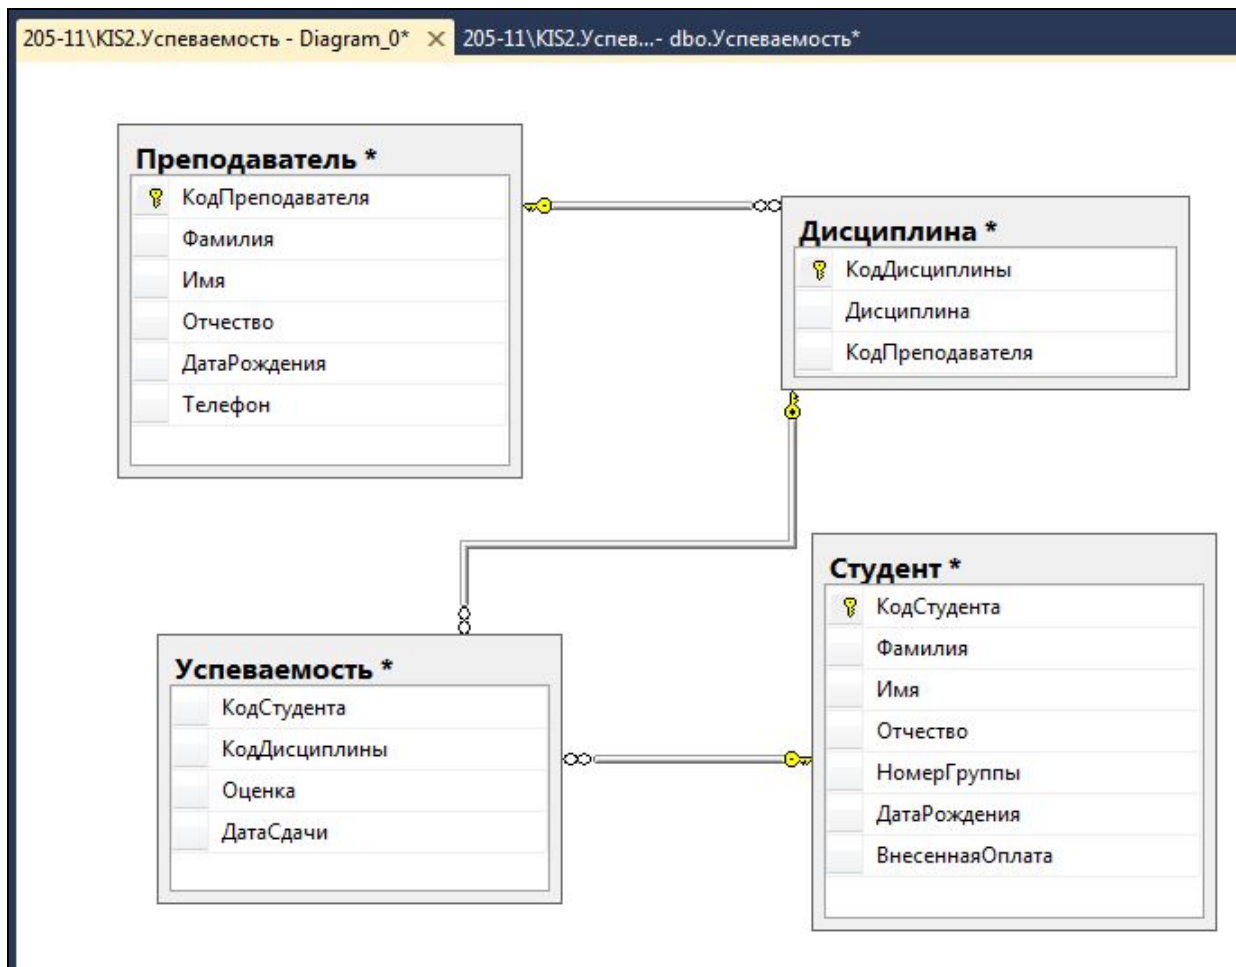 205-11\KIS2.Успеваемость - Diagram_0*
205-11\KIS2.Успев...- dbo.Успеваемость*
Преподаватель *
КодПреподавателя
Фамилия
Имя
Отчество
ДатаРождения
Телефон
Дисциплина *
КодДисциплины
Дисциплина
КодПреподавателя
Успеваемость *
КодСтудента
КодДисциплины
Оценка
ДатаСдачи
Студент *
КодСтудента
Фамилия
Имя
Отчество
НомерГруппы
ДатаРождения
ВнесеннаяОплата